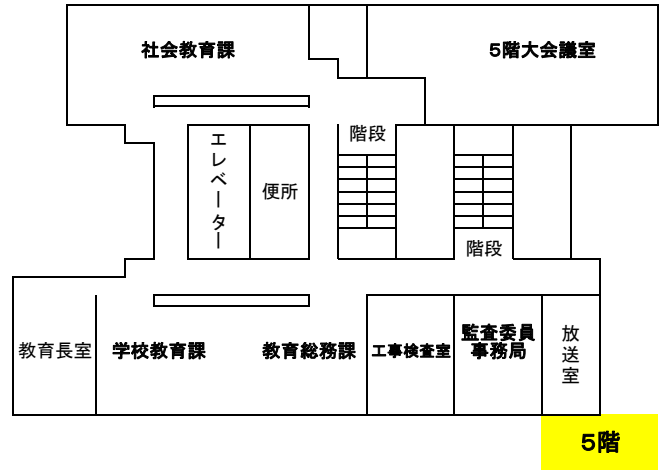 社会教育課
5階大会議室
エレベーター
便所
階段
階段
教育長室
学校教育課
教育総務課
工事検査室
監査委員
事務局
放送室
5階